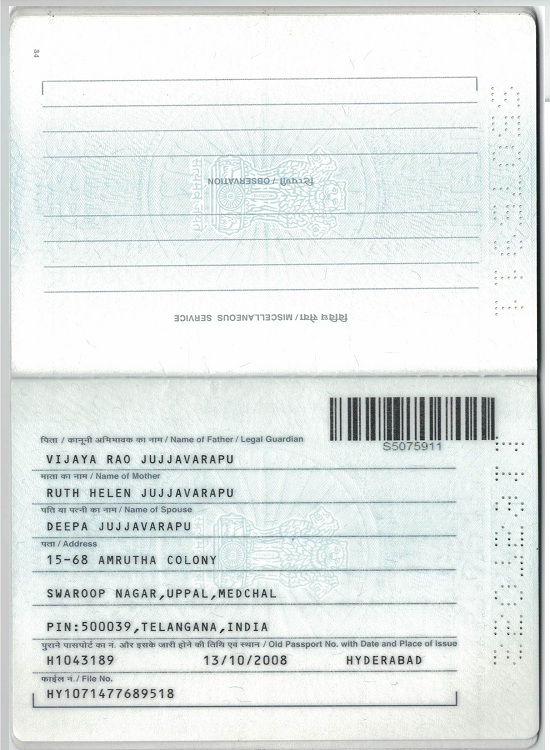 34
टिप्पणी / OBSERVATION
विविध सेवा / MISCELLANEOUS SERVICE
S5075911
पिता / कानूनी अभिभावक का नाम / Name of Father / Legal Guardian
VIJAYA RAO JUJJAVARAPU
माता का नाम / Name of Mother
RUTH HELEN JUJJAVARAPU
पति या पत्नी का नाम / Name of Spouse
DEEPA JUJJAVARAPU
पता / Address
15-68 AMRUTHA COLONY
SWAROOP NAGAR,UPPAL,MEDCHAL
PIN:500039,TELANGANA,INDIA
पुराने पासपोर्ट का नं. और इसके जारी होने की तिथि एवं स्थान / Old Passport No. with Date and Place of Issue
H1043189 13/10/2008 HYDERABAD
फाईल नं. / File No.
HY1071477689518